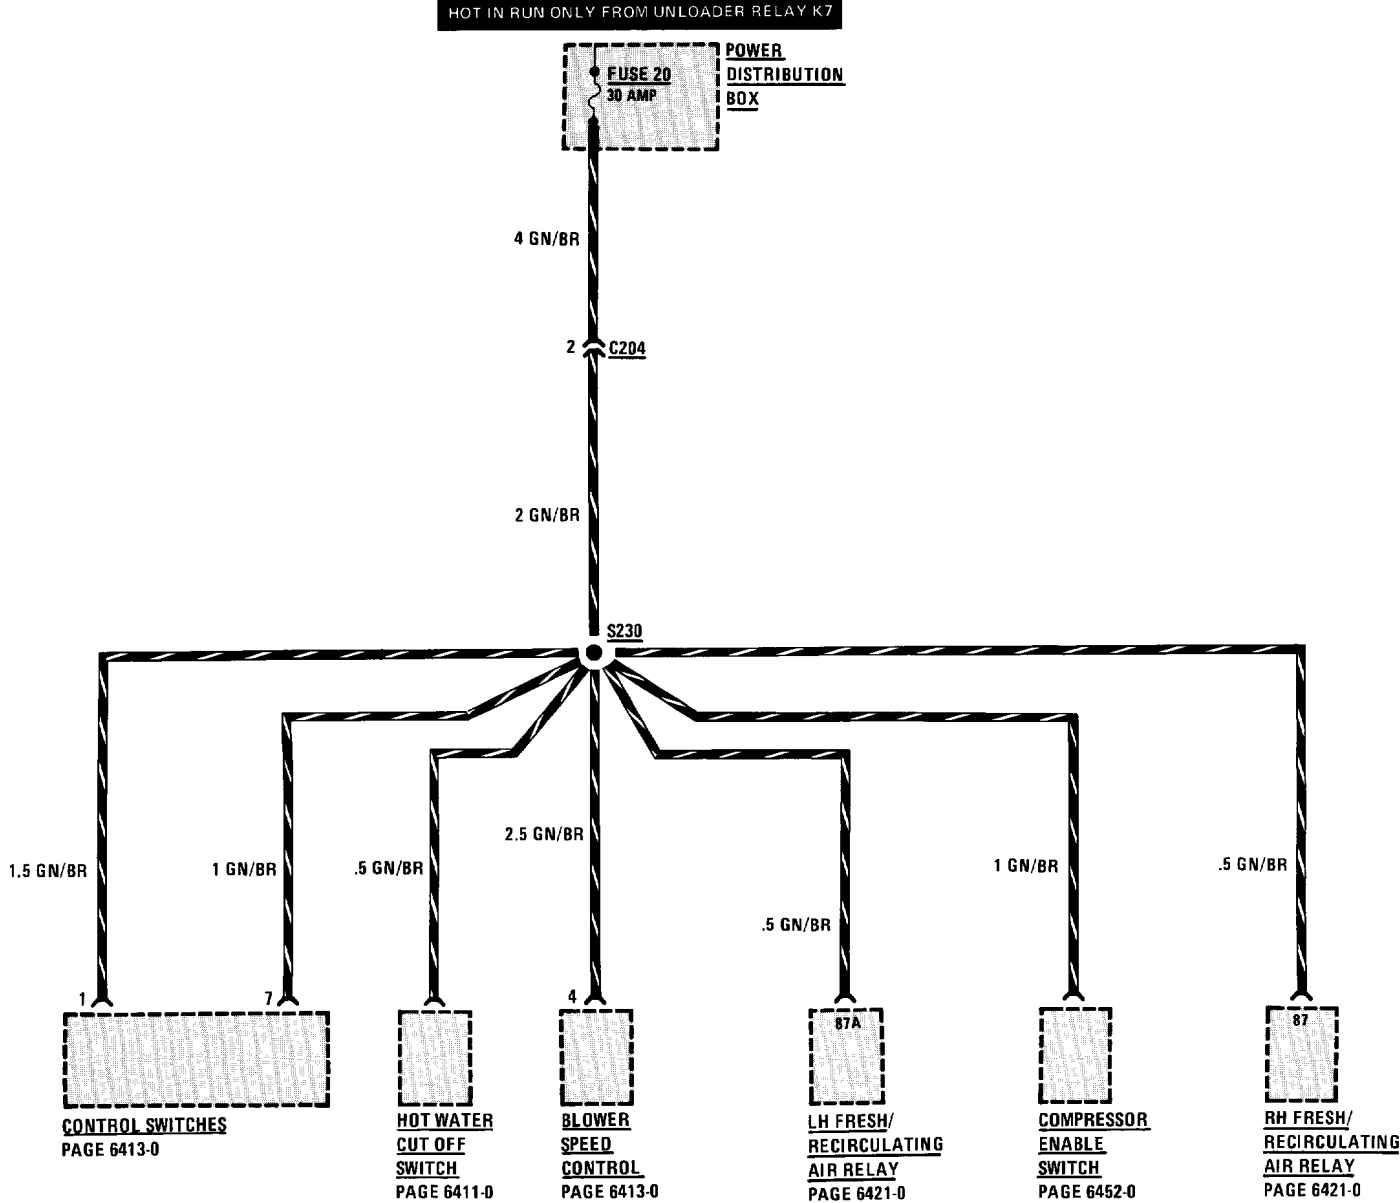 HOT IN RUN ONLY FROM UNLOADER RELAY K7
POWER
DISTRIBUTION
BOX
FUSE 20
30 AMP
4 GN/BR
2
C204
2 GN/BR
S230
2.5 GN/BR
1.5 GN/BR
1 GN/BR
.5 GN/BR
.5 GN/BR
1 GN/BR
.5 GN/BR
1
7
4
87A
87
CONTROL SWITCHES
PAGE 6413-0
HOT WATER
CUT OFF
SWITCH
PAGE 6411-0
BLOWER
SPEED
CONTROL
PAGE 6413-0
LH FRESH/
RECIRCULATING
AIR RELAY
PAGE 6421-0
COMPRESSOR
ENABLE
SWITCH
PAGE 6452-0
RH FRESH/
RECIRCULATING
AIR RELAY
PAGE 6421-0